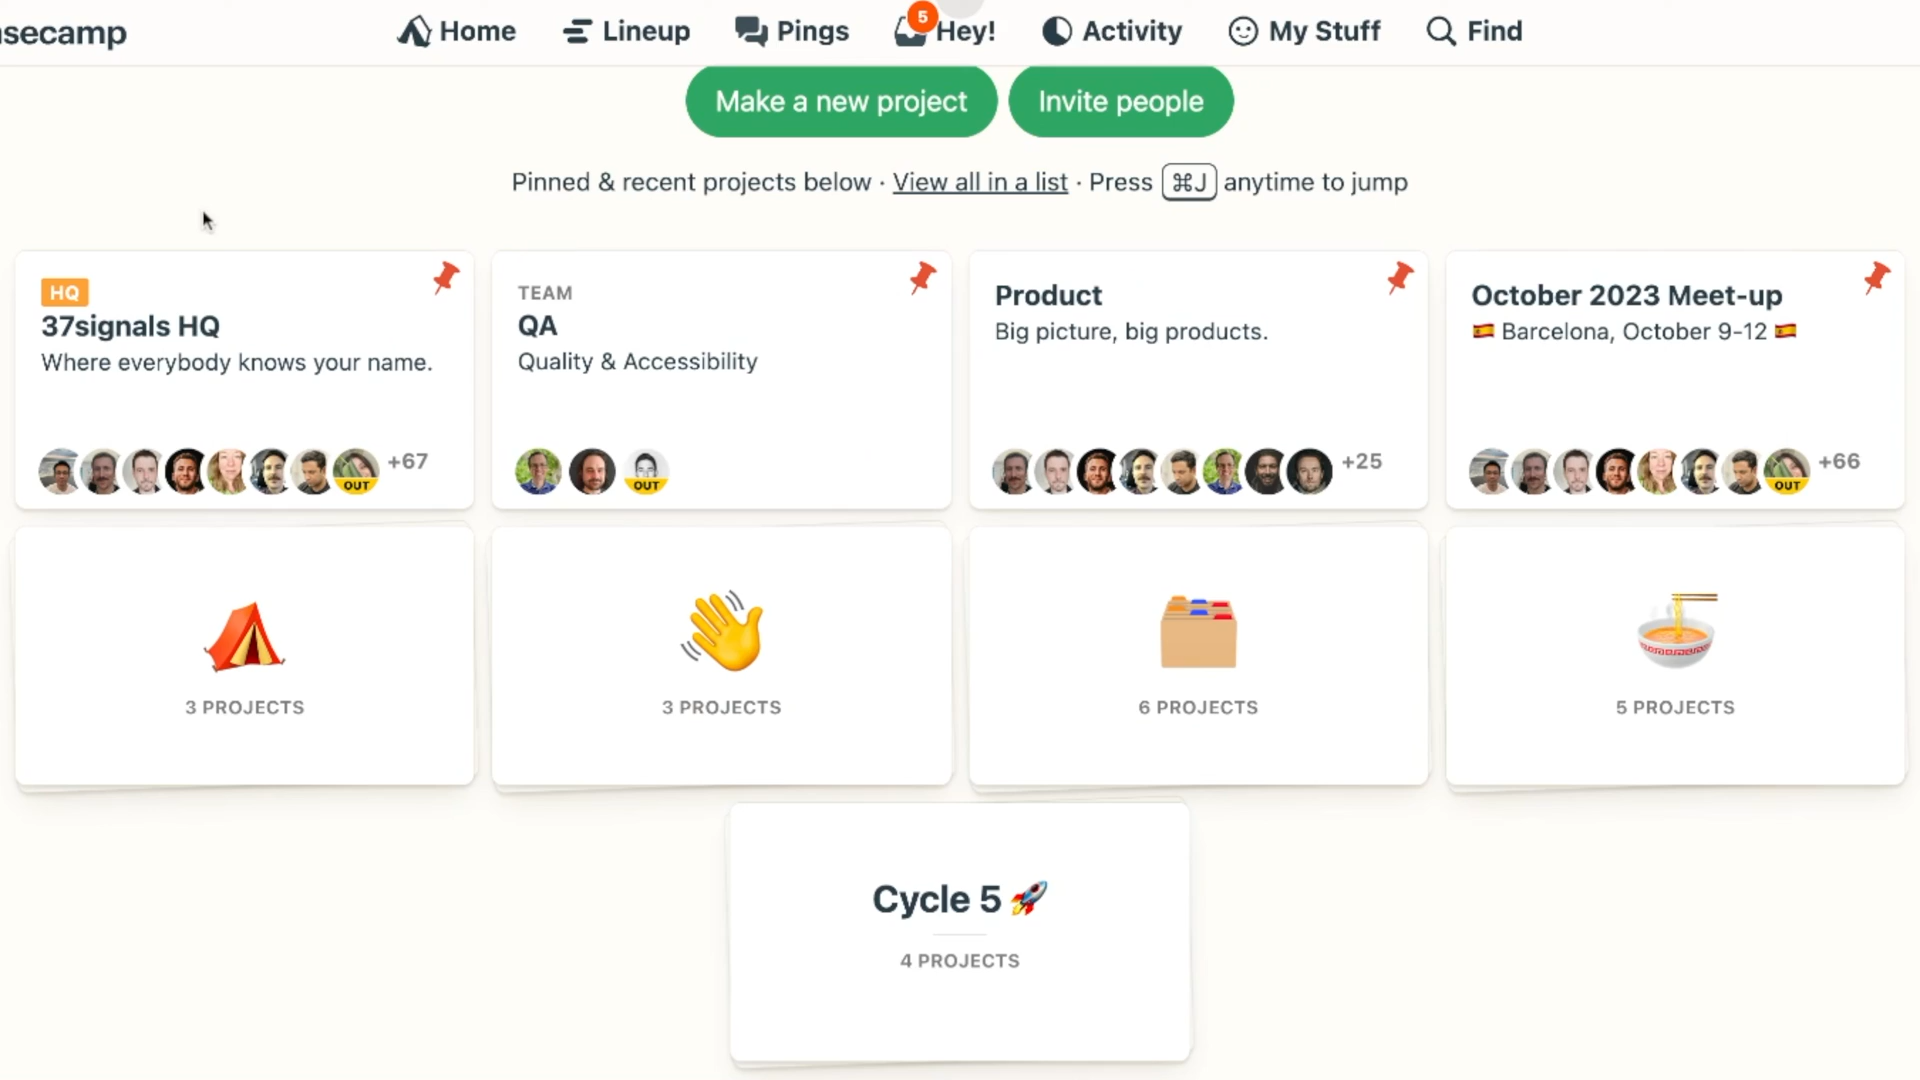 secamp
Home
Lineup
Pings
5
Hey!
Activity
My Stuff
Find
Make a new project
Invite people
Pinned & recent projects below · View all in a list · Press ⌘J anytime to jump
HQ
37signals HQ
Where everybody knows your name.
OUT
+67
TEAM
QA
Quality & Accessibility
OUT
Product
Big picture, big products.
+25
October 2023 Meet-up
🇪🇸 Barcelona, October 9-12 🇪🇸
OUT
+66
3 PROJECTS
3 PROJECTS
6 PROJECTS
5 PROJECTS
Cycle 5 🚀
4 PROJECTS